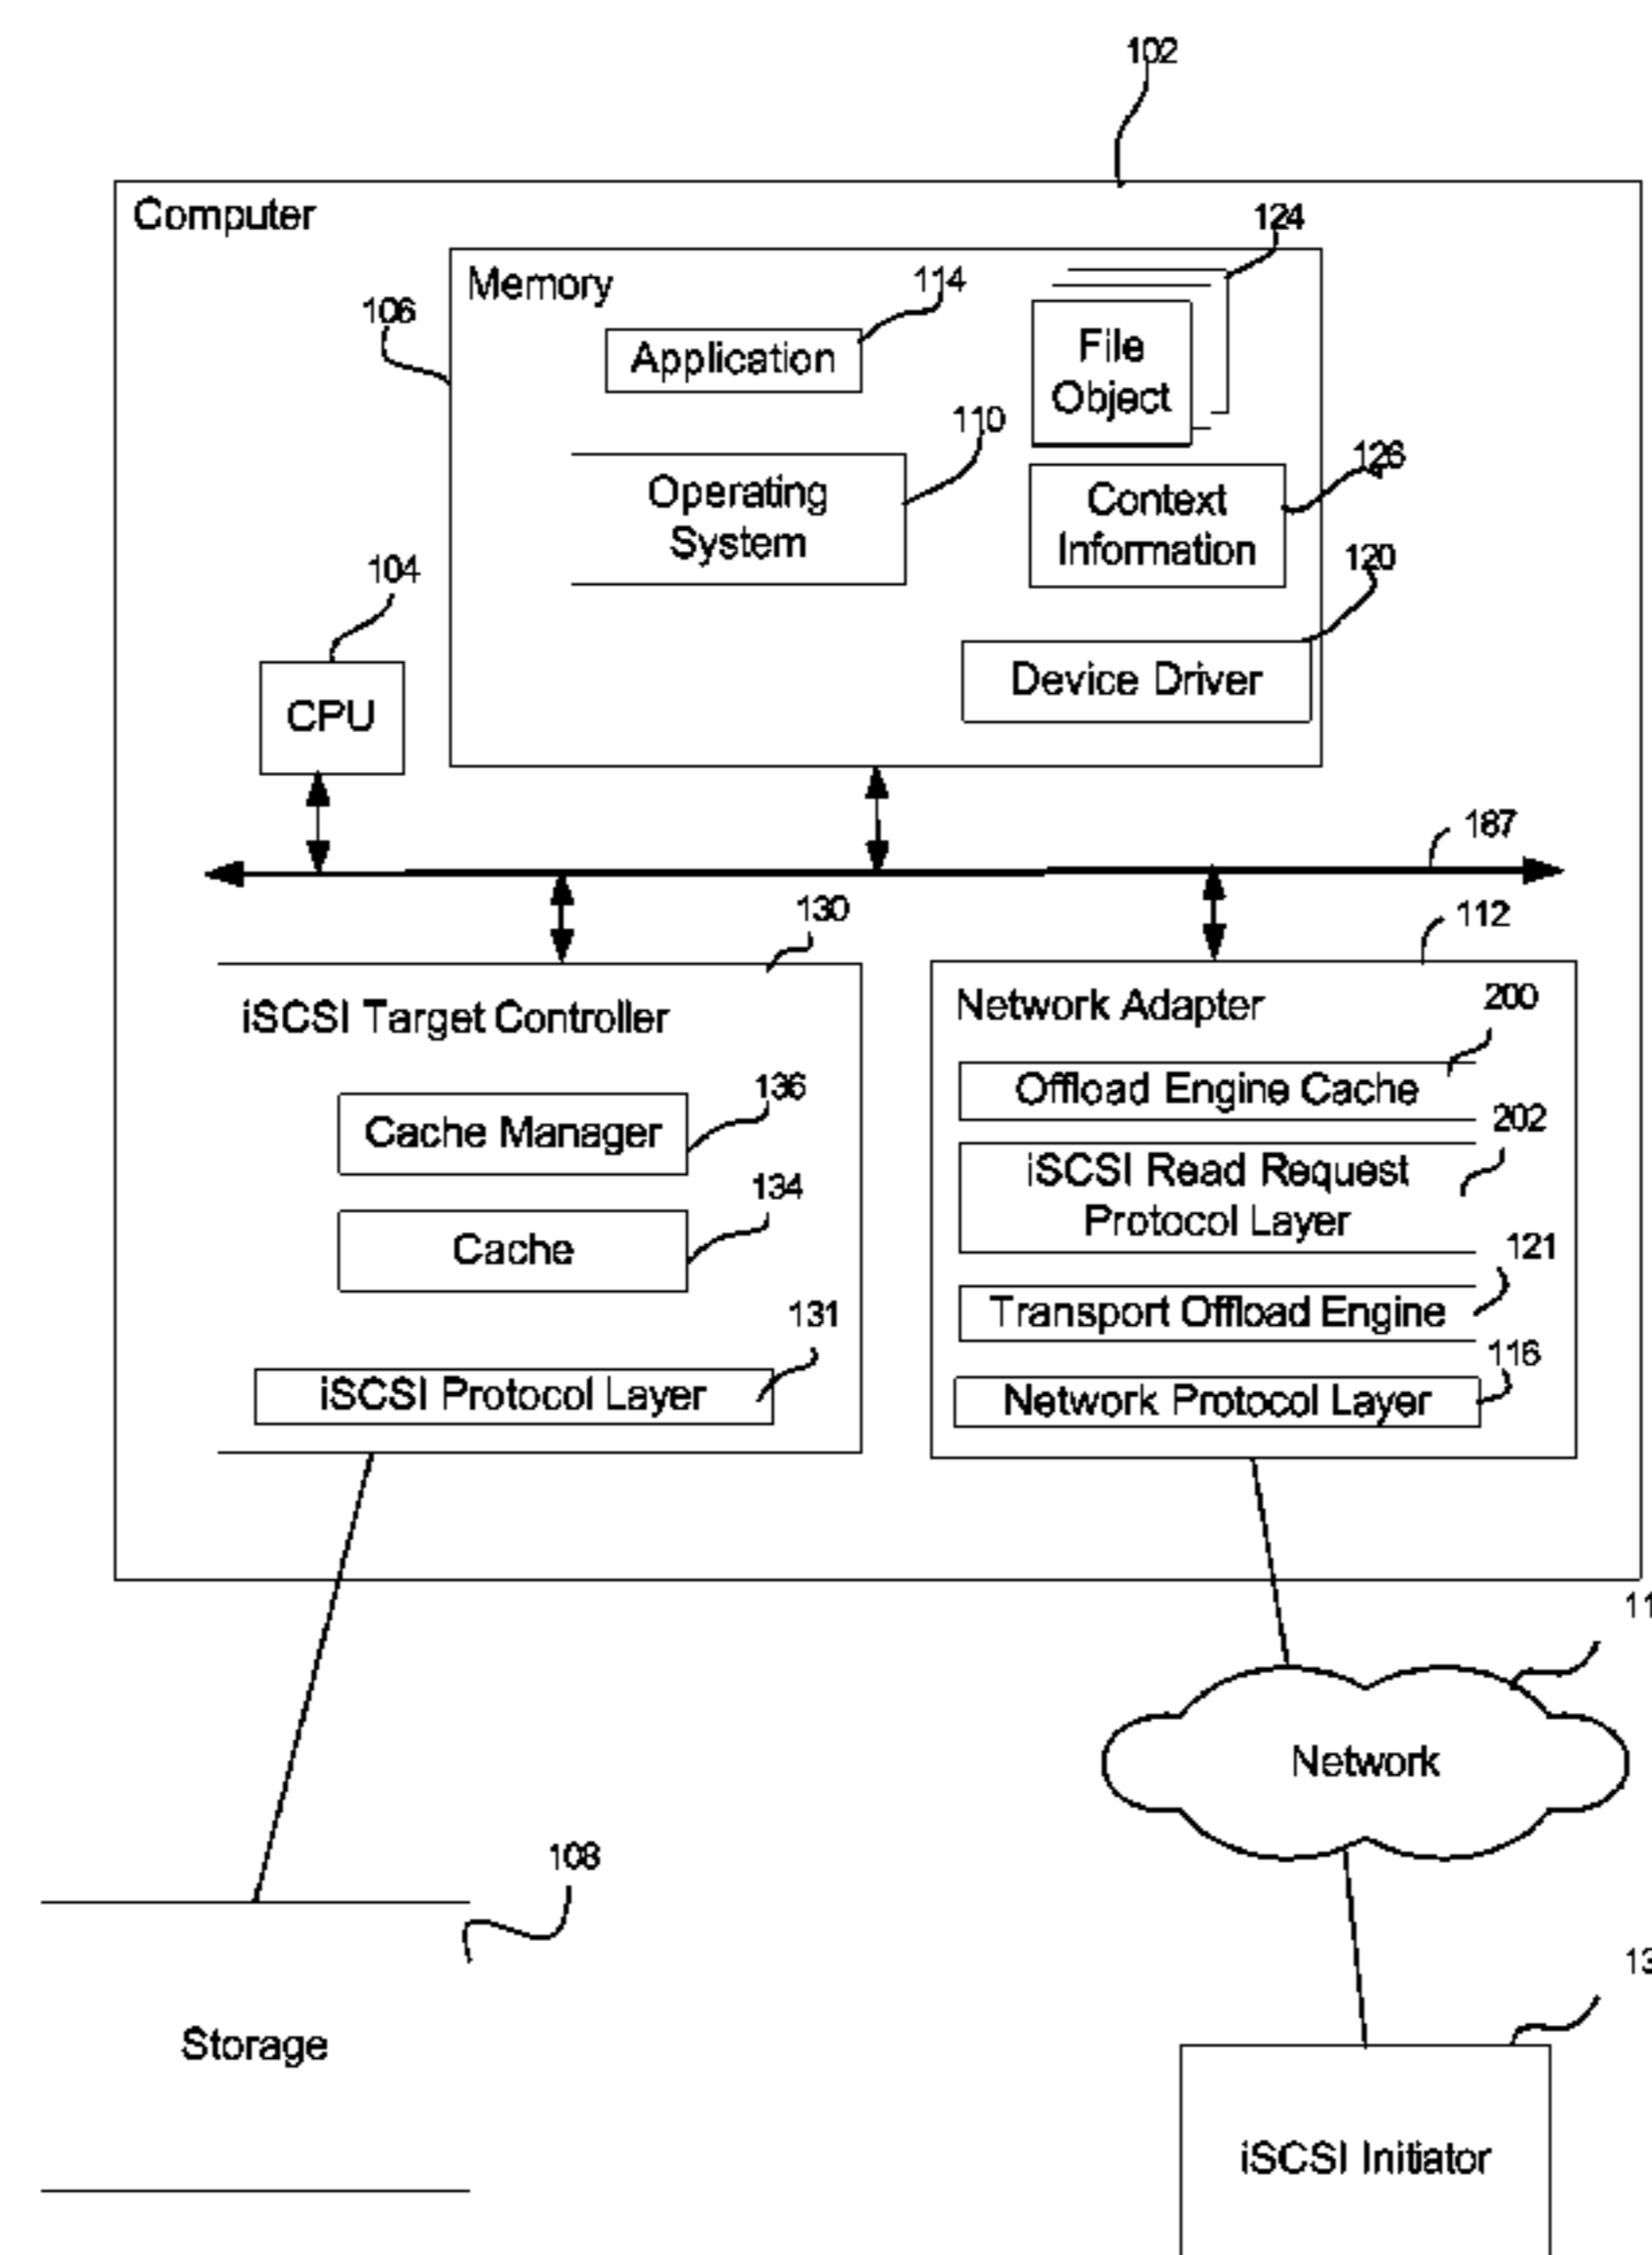 102
Computer
124
Memory
114
106
Application
File
Object
110
Operating
System
126
Context
Information
104
120
CPU
Device Driver
187
130
112
iSCSI Target Controller
Network Adapter
200
Offload Engine Cache
136
Cache Manager
202
iSCSI Read Request
Protocol Layer
134
Cache
121
Transport Offload Engine
131
116
iSCSI Protocol Layer
Network Protocol Layer
11
Network
108
13
Storage
iSCSI Initiator